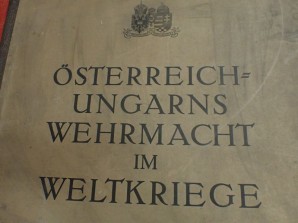 ÖSTERREICH=
UNGARNS
WEHRMACHT
IM
WELTKRIEGE